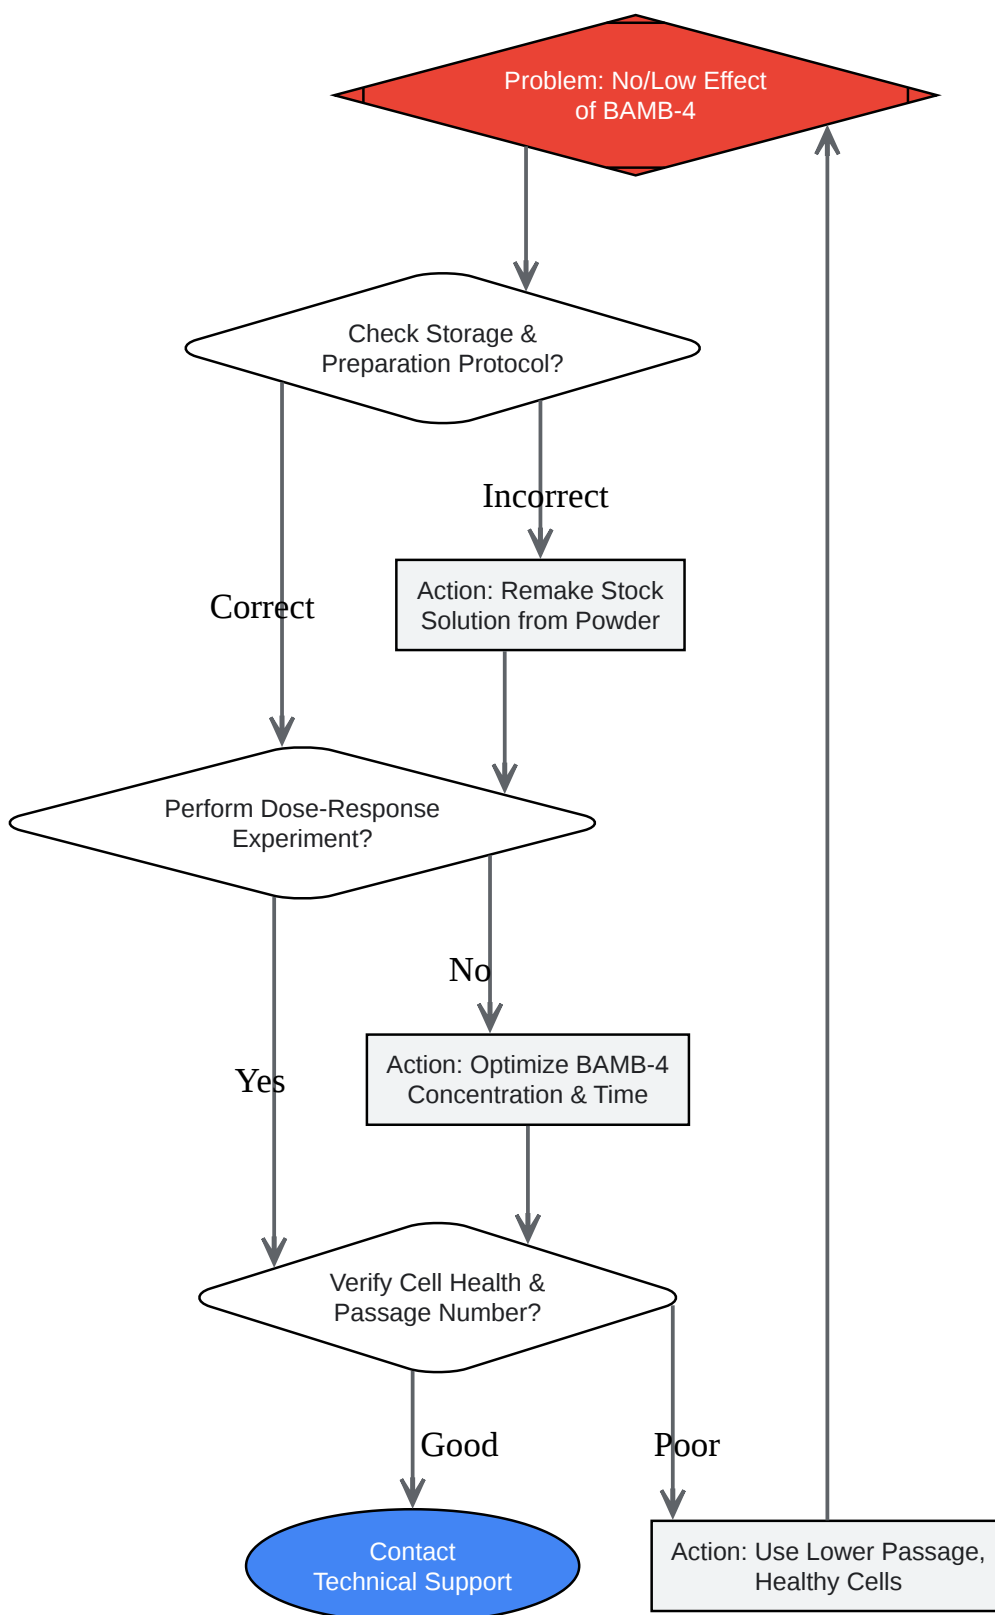 Problem: No/Low Effect
of BAMB-4
Check Storage &
Preparation Protocol?
Incorrect
Action: Remake Stock
Solution from Powder
Correct
Perform Dose-Response
Experiment?
No
Action: Optimize BAMB-4
Concentration & Time
Yes
Verify Cell Health &
Passage Number?
Good
Poor
Contact
Technical Support
Action: Use Lower Passage,
Healthy Cells